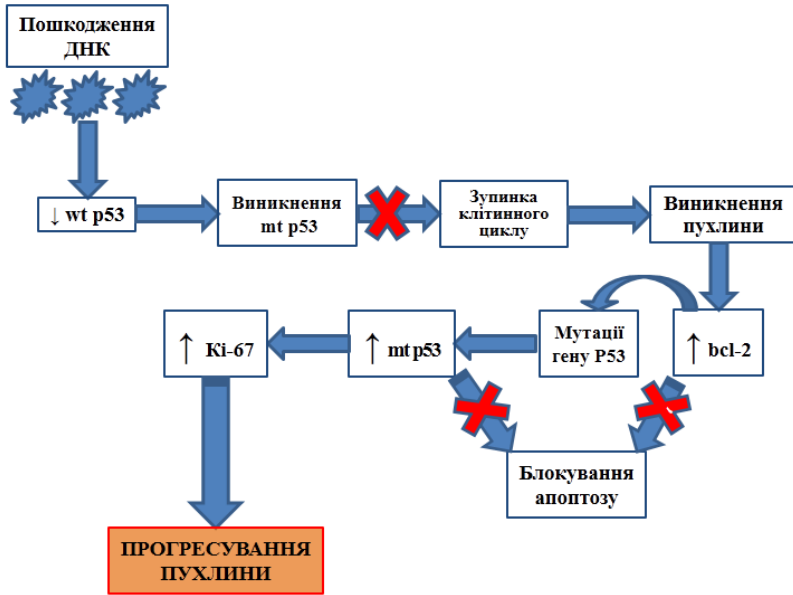 Пошкодження
ДНК
↓ wt p53
Виникнення
mt p53
Зупинка
клітинного
циклу
Виникнення
пухлини
↑ bcl-2
Мутації
гену P53
↑ mt p53
↑ Ki-67
Блокування
апоптозу
ПРОГРЕСУВАННЯ
ПУХЛИНИ